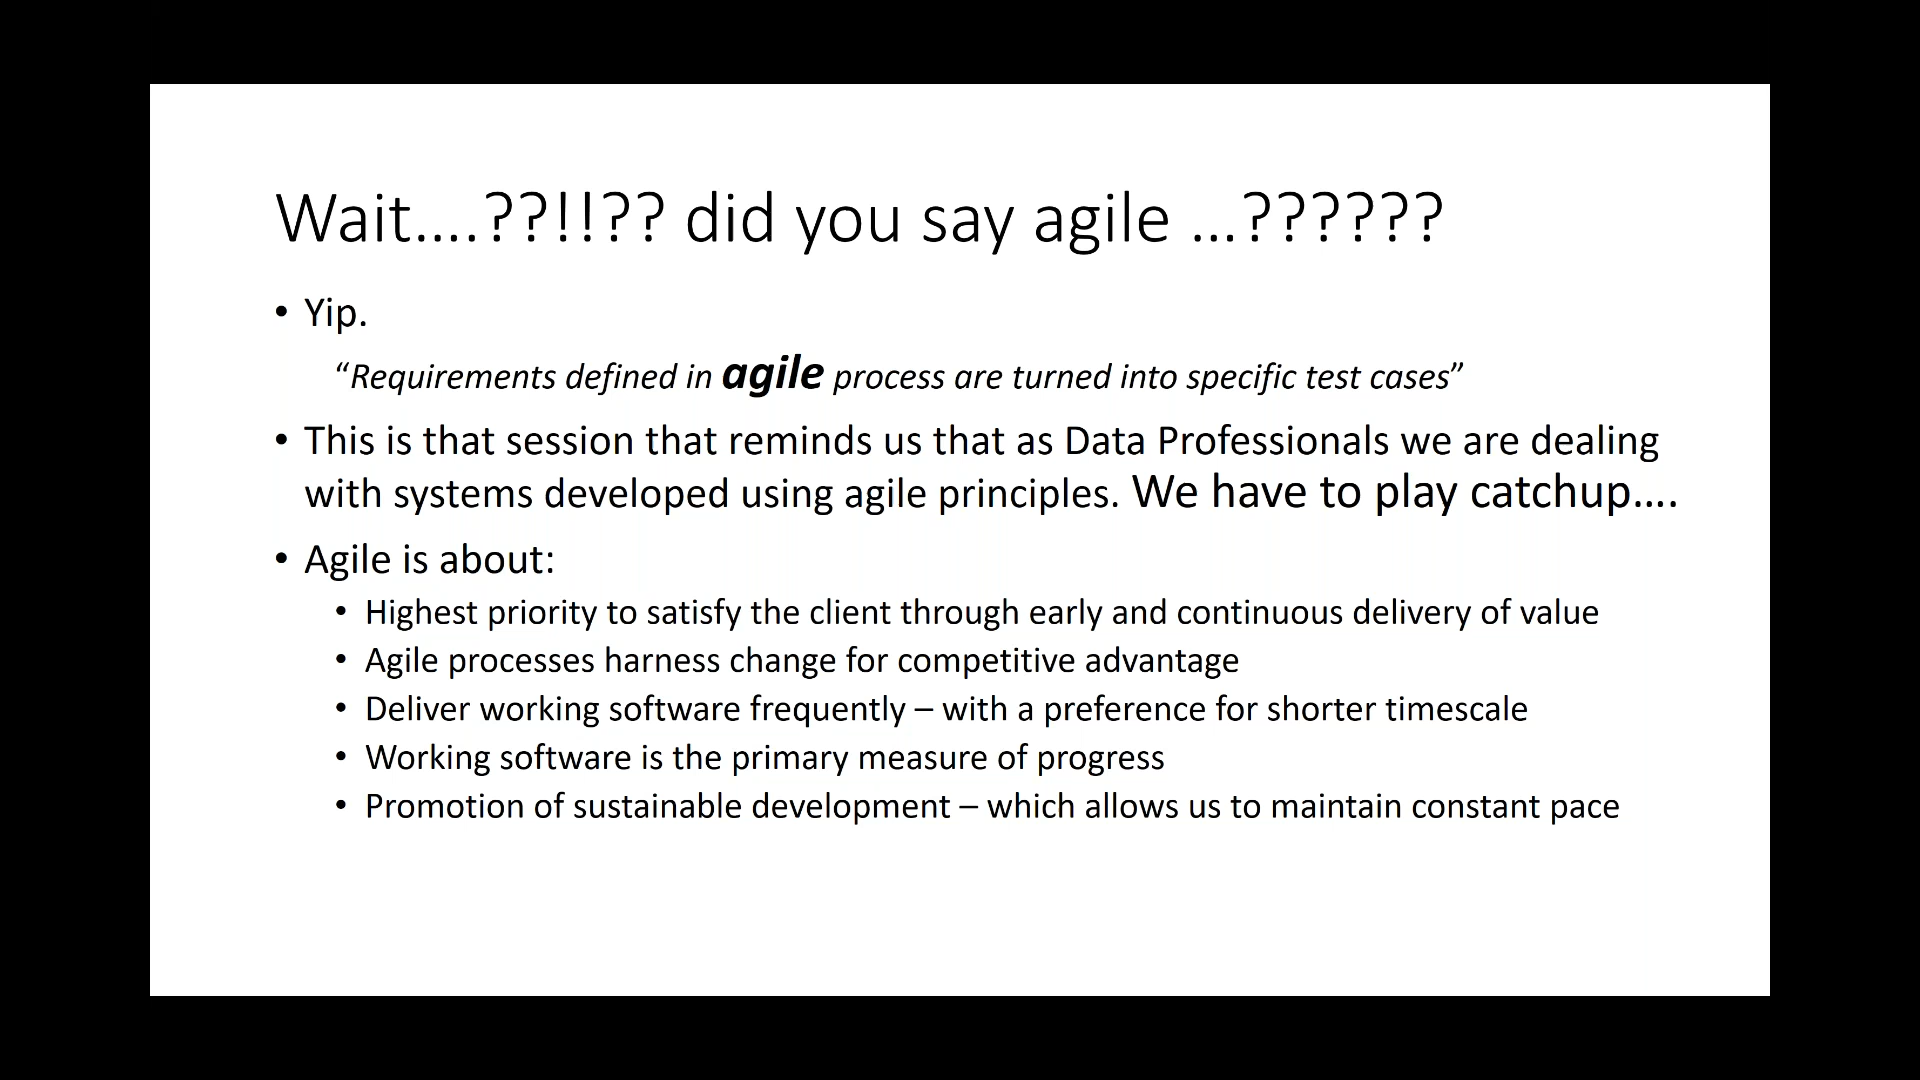 Wait....??!!?? did you say agile ...??????
• Yip.
“Requirements defined in agile process are turned into specific test cases”
• This is that session that reminds us that as Data Professionals we are dealing
with systems developed using agile principles. We have to play catchup....
• Agile is about:
• Highest priority to satisfy the client through early and continuous delivery of value
• Agile processes harness change for competitive advantage
• Deliver working software frequently – with a preference for shorter timescale
• Working software is the primary measure of progress
• Promotion of sustainable development – which allows us to maintain constant pace